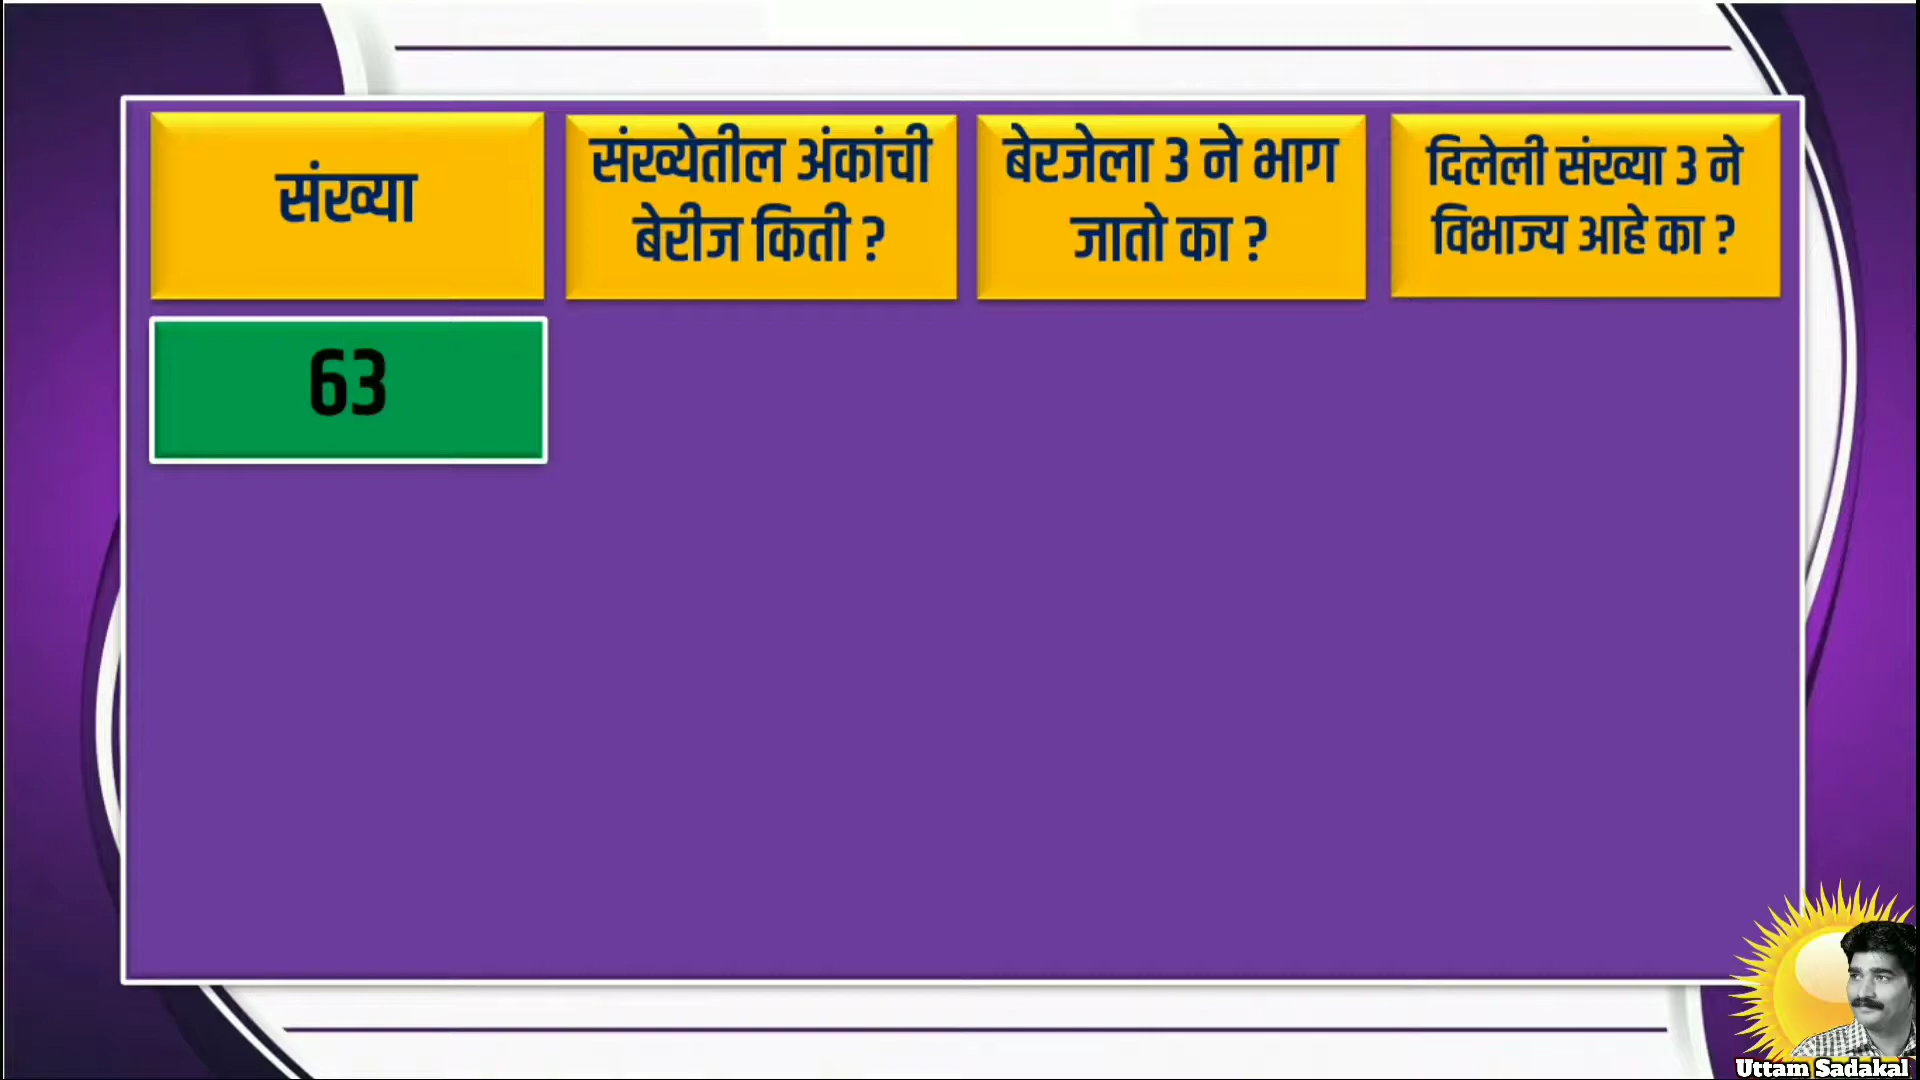 संख्या
संख्येतील अंकांची
बेरीज किती ?
बेरजेला 3 ने भाग
जातो का ?
दिलेली संख्या 3 ने
विभाज्य आहे का ?
63
Uttam Sadakal